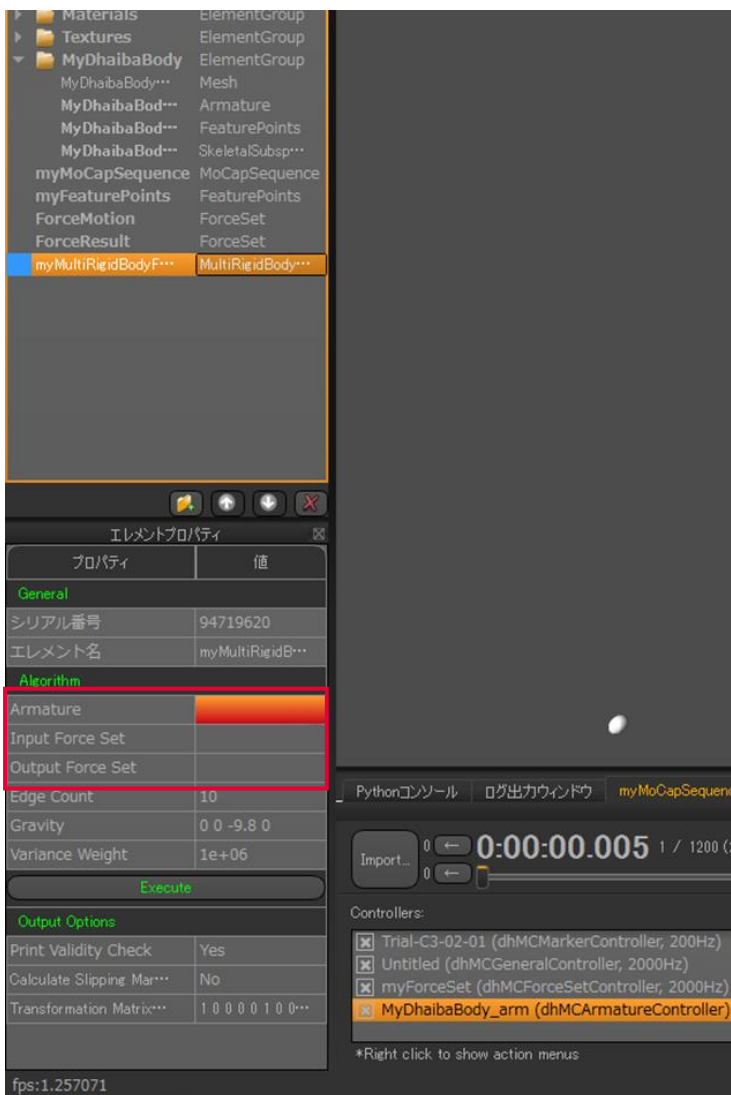 Materials ElementGroup
Textures ElementGroup
MyDhaibaBody ElementGroup
MyDhaibaBody… Mesh
MyDhaibaBod… Armature
MyDhaibaBod… FeaturePoints
MyDhaibaBod… SkeletalSubsp…
myMoCapSequence MoCapSequence
myFeaturePoints FeaturePoints
ForceMotion ForceSet
ForceResult ForceSet
myMultiRigidBodyF… MultiRigidBody…
エレメントプロパティ
プロパティ 値
General
シリアル番号 94719620
エレメント名 myMultiRigidB…
Algorithm
Armature
Input Force Set
Output Force Set
Edge Count 10
Gravity 0 0 -9.8 0
Variance Weight 1e+06
Execute
Output Options
Print Validity Check Yes
Calculate Slipping Mar… No
Transformation Matrix… 1 0 0 0 0 1 0 0…
fps:1.257071
Pythonコンソール ログ出力ウィンドウ myMoCapSequen
Import... 0 ← 0:00:00.005 1 / 1200 (
0 ←
Controllers:
Trial-C3-02-01 (dhMCMarkerController, 200Hz)
Untitled (dhMCGeneralController, 2000Hz)
myForceSet (dhMCForceSetController, 2000Hz)
MyDhaibaBody_arm (dhMCArmatureController)
*Right click to show action menus